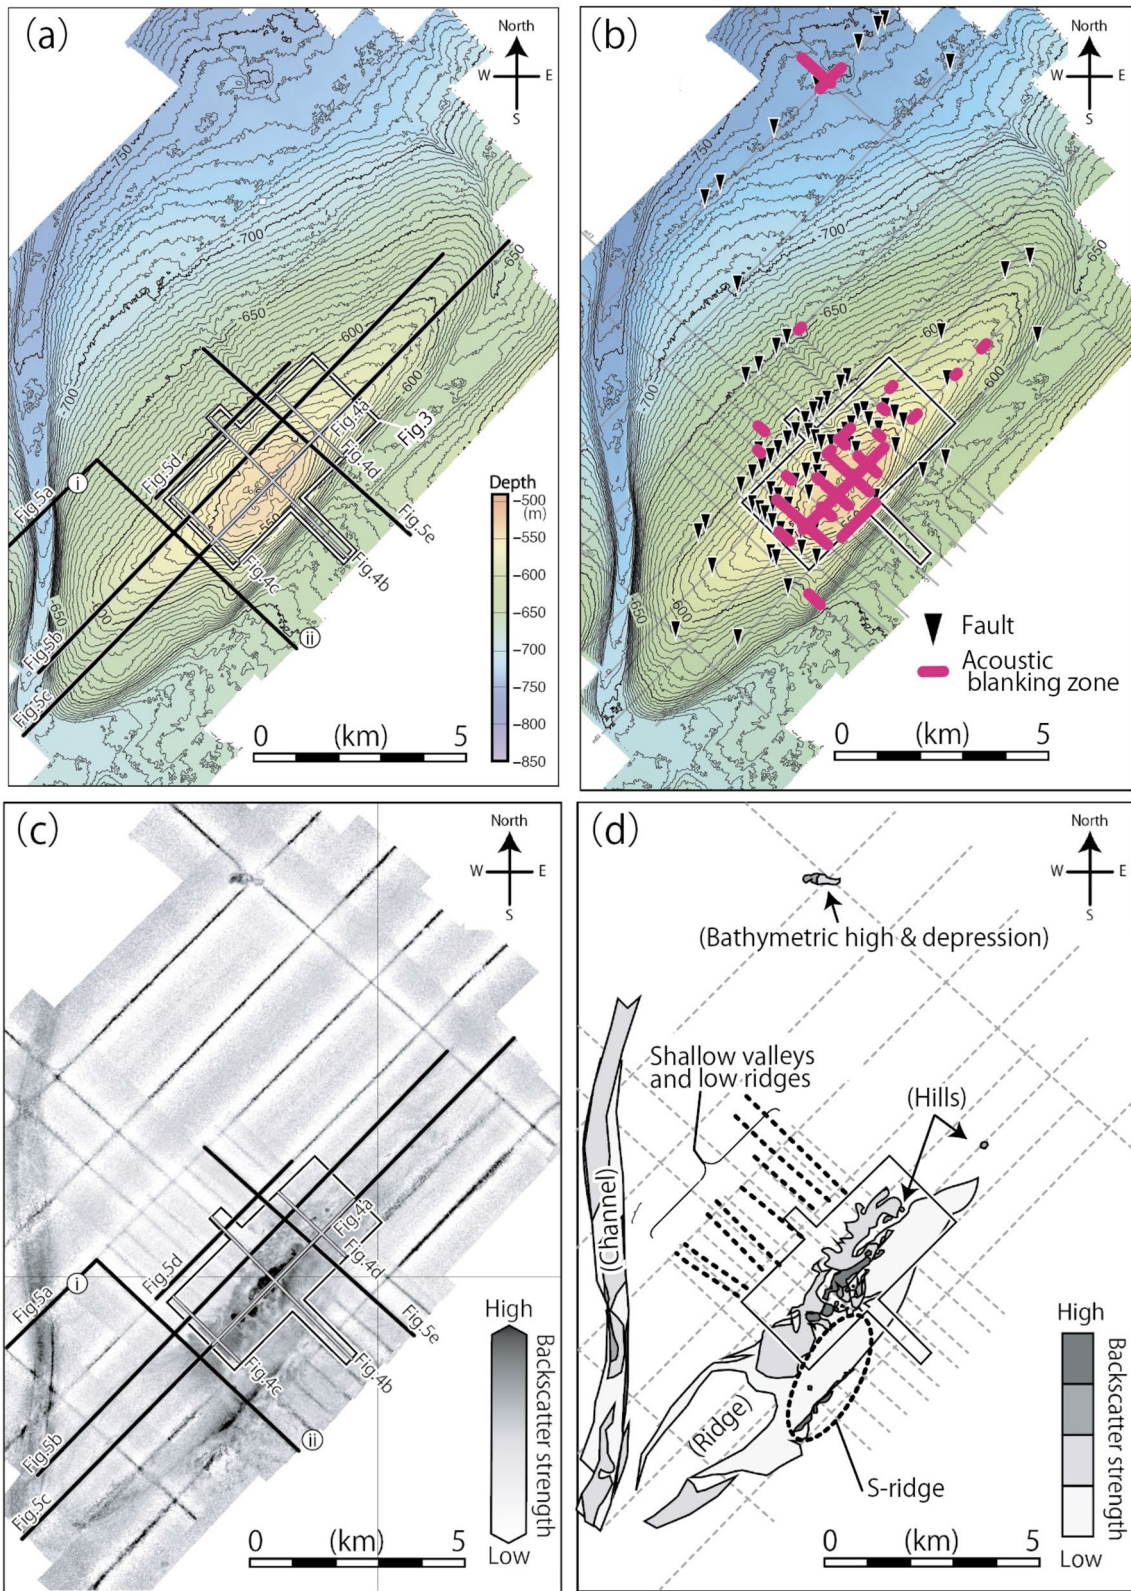 (a)
North
W
E
S
-750
-700
-650
-600
650
-600
-700
Fig.4a
Fig.3
Fig.4d
Fig.5d
i
Fig.5a
-550
Fig.5e
Fig.4c
Fig.4b
-650
-600
ii
Fig.5b
Fig.5c
Depth
(m)
-500
-550
-600
-650
-700
-750
-800
-850
0
(km)
5
(b)
North
W
E
S
-750
-700
-650
-650
-600
-600
-700
-650
-600
Fault
Acoustic
blanking zone
0
(km)
5
(c)
North
W
E
S
Fig.4a
Fig.4d
Fig.5d
i
Fig.5a
Fig.5e
Fig.4c
Fig.4b
ii
Fig.5b
Fig.5c
High
Backscatter strength
Low
0
(km)
5
(d)
North
W
E
S
(Bathymetric high & depression)
Shallow valleys
and low ridges
(Hills)
(Channel)
(Ridge)
S-ridge
High
Backscatter strength
Low
0
(km)
5